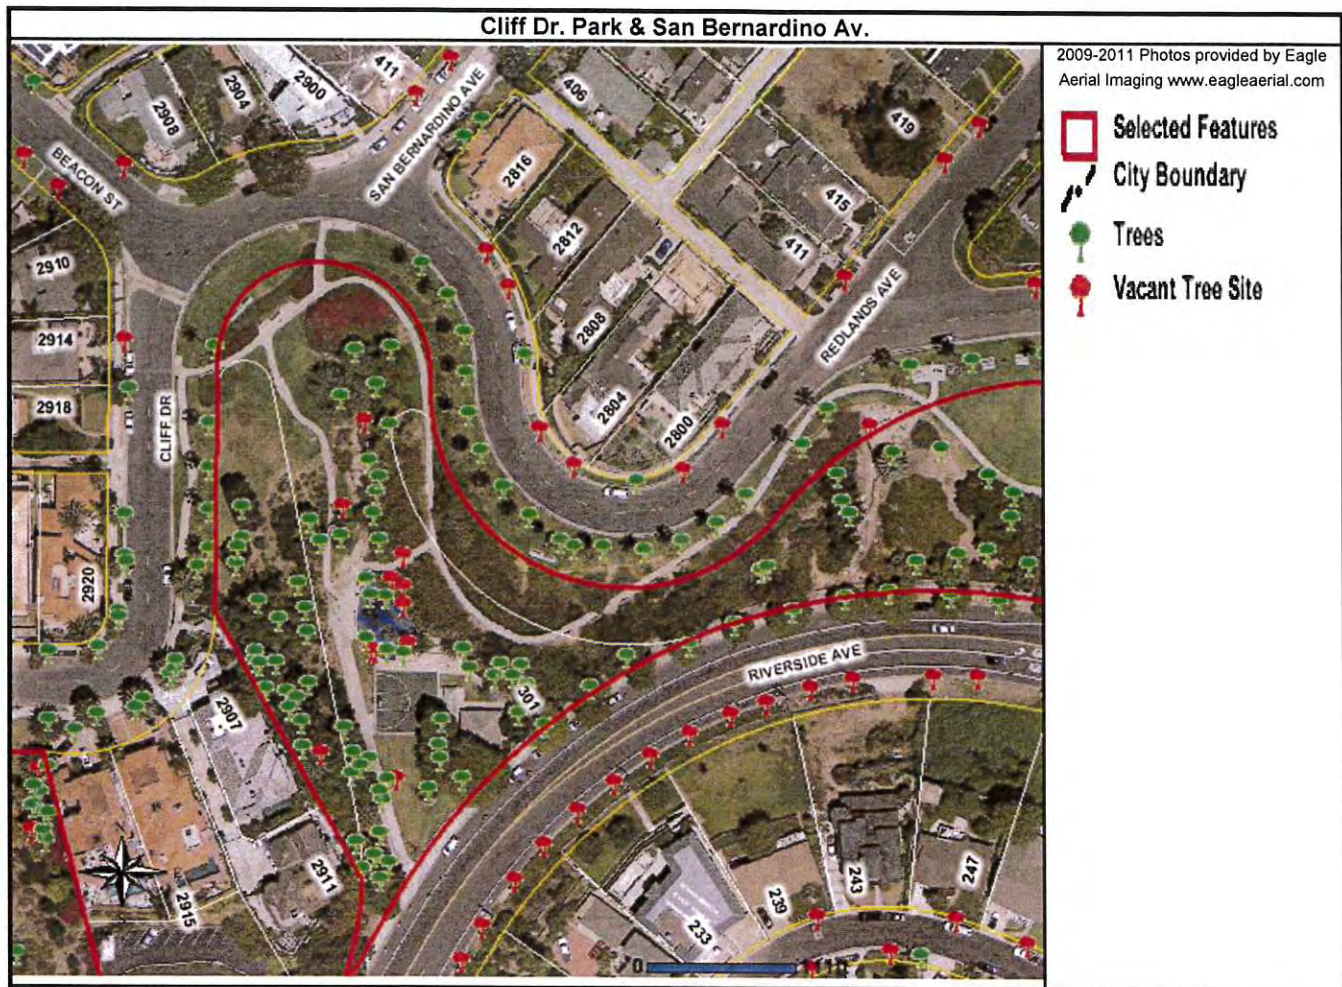 Cliff Dr. Park & San Bernardino Av.
2009-2011 Photos provided by Eagle
Aerial Imaging www.eagleaerial.com
Selected Features
City Boundary
Trees
Vacant Tree Site
2908
2904
2900
411
SAN BERNARDINO AVE
406
419
BEACON ST
2816
2812
415
411
2910
2914
2918
CLIFF DR
2808
2804
2800
REDLANDS AVE
2920
2907
301
RIVERSIDE AVE
2911
2915
233
239
243
247
0